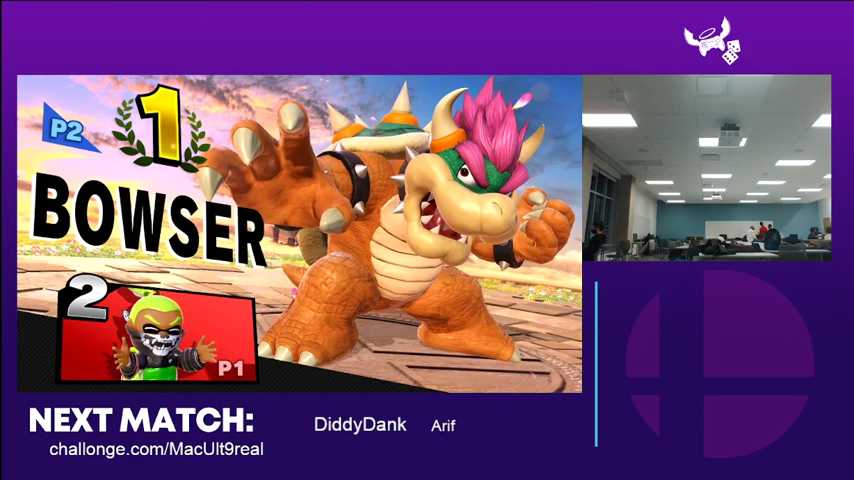 P2
1
BOWSER
2
P1
NEXT MATCH:
DiddyDank Arif
challonge.com/MacUlt9real